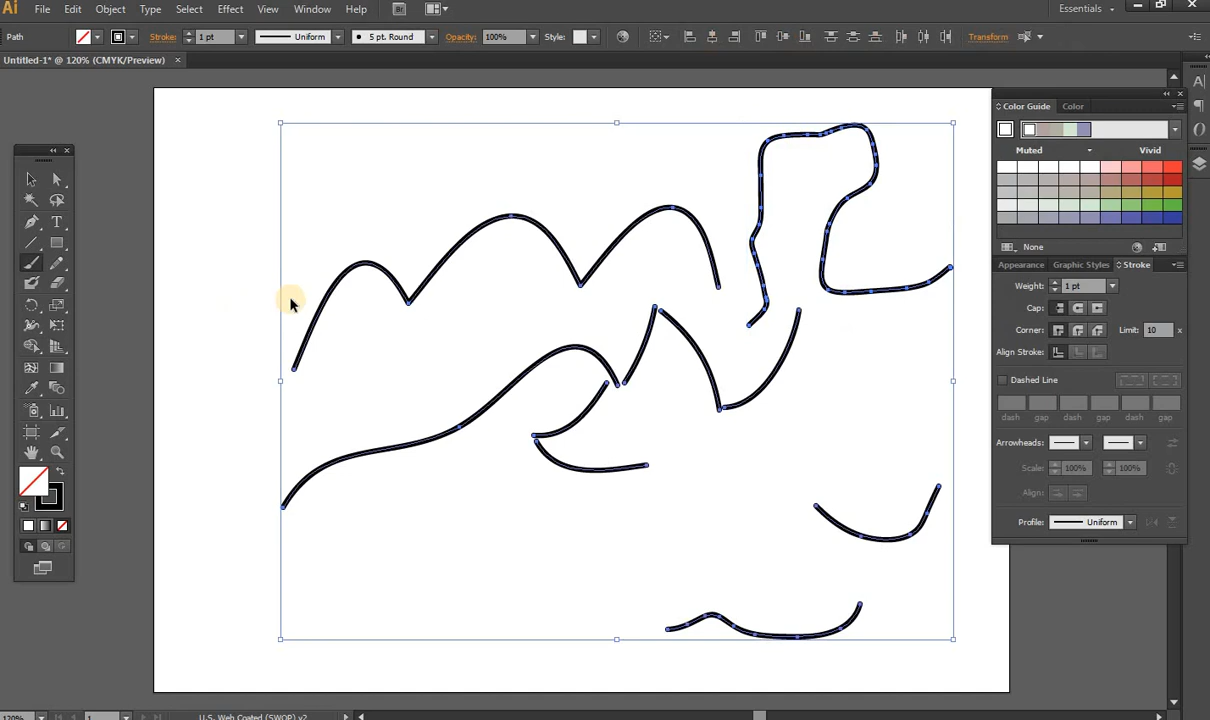 Ai File Edit Object Type Select Effect View Window Help Br Essentials
Path Stroke: 1 pt Uniform 5 pt. Round Opacity: 100% Style: Transform
Untitled-1* @ 120% (CMYK/Preview)
Color Guide Color
Muted Vivid
None
Appearance Graphic Styles Stroke
Weight: 1 pt
Cap:
Corner: Limit: 10 x
Align Stroke:
Dashed Line
dash gap dash gap dash gap
Arrowheads:
Scale: 100% 100%
Align:
Profile: Uniform
120% 1 U.S. Web Coated (SWOP) v2